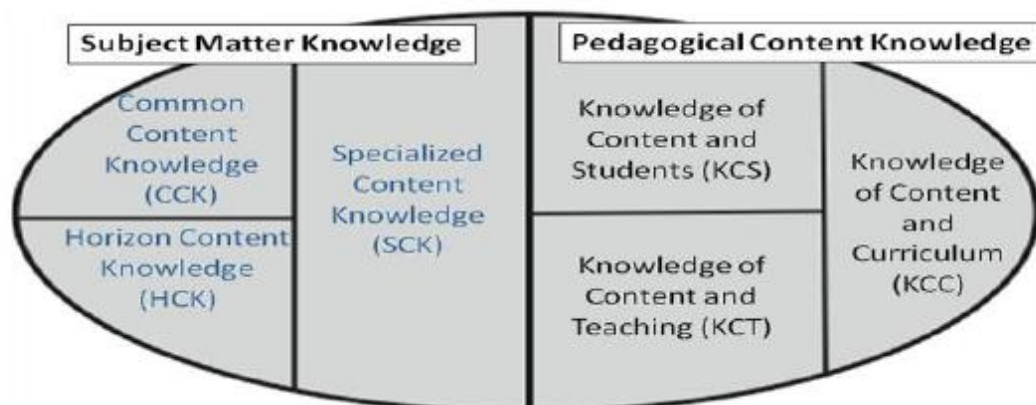 Subject Matter Knowledge
Common
Content
Knowledge
(CCK)
Horizon Content
Knowledge
(HCK)
Specialized
Content
Knowledge
(SCK)
Pedagogical Content Knowledge
Knowledge of
Content and
Students (KCS)
Knowledge of
Content and
Teaching (KCT)
Knowledge
of Content
and
Curriculum
(KCC)